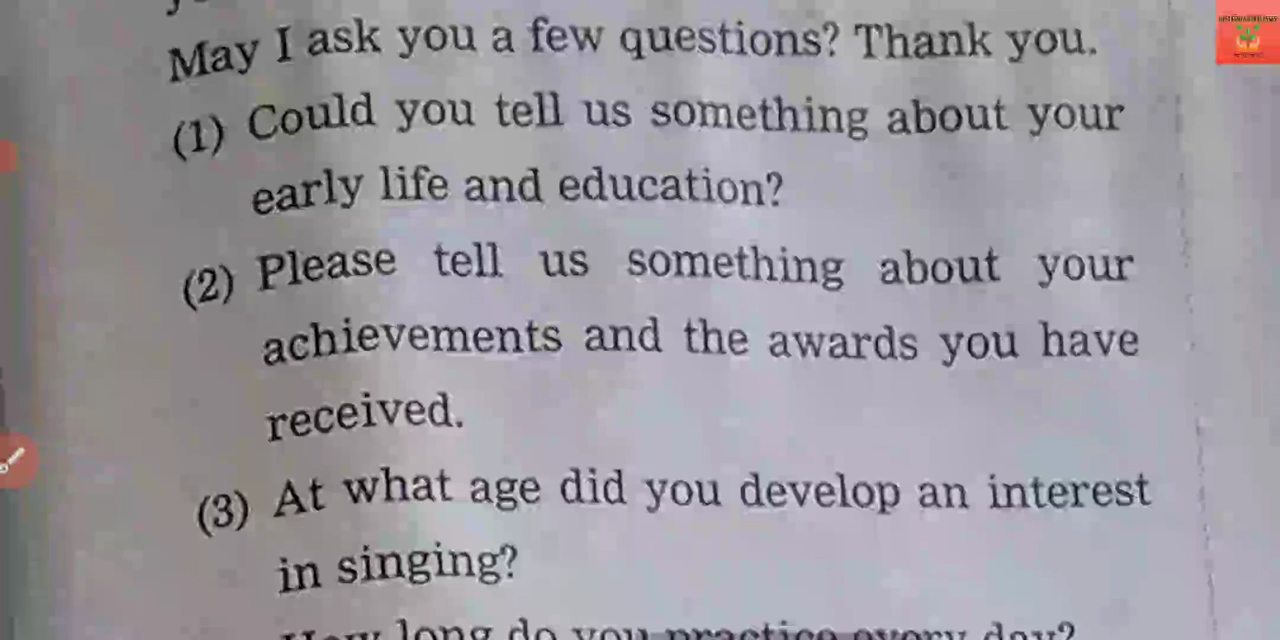 May I ask you a few questions? Thank you.
(1) Could you tell us something about your
early life and education?
(2) Please tell us something about your
achievements and the awards you have
received.
(3) At what age did you develop an interest
in singing?
How long do you practice every day?